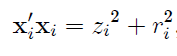 x′ᵢxᵢ = zᵢ² + rᵢ²,